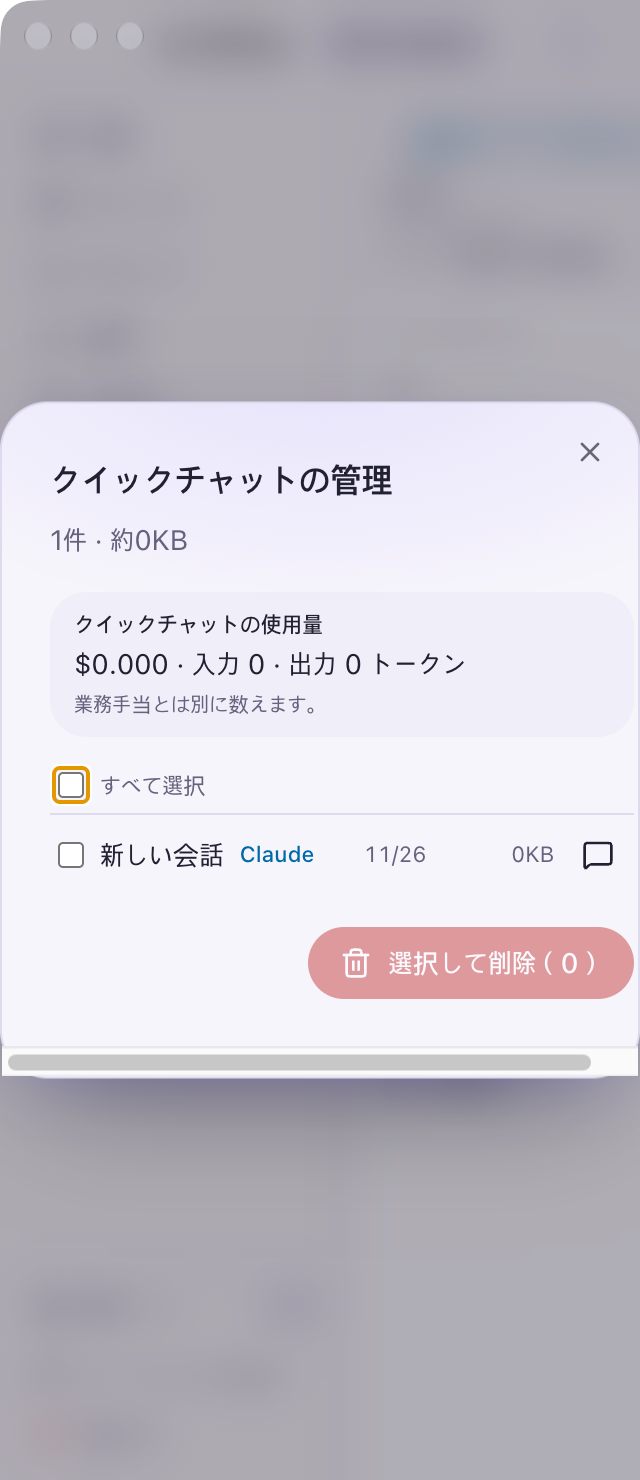 クイックチャットの管理
1件 · 約0KB
クイックチャットの使用量
$0.000 · 入力 0 · 出力 0 トークン
業務手当とは別に数えます。
すべて選択
新しい会話 Claude 11/26 0KB
選択して削除（0）